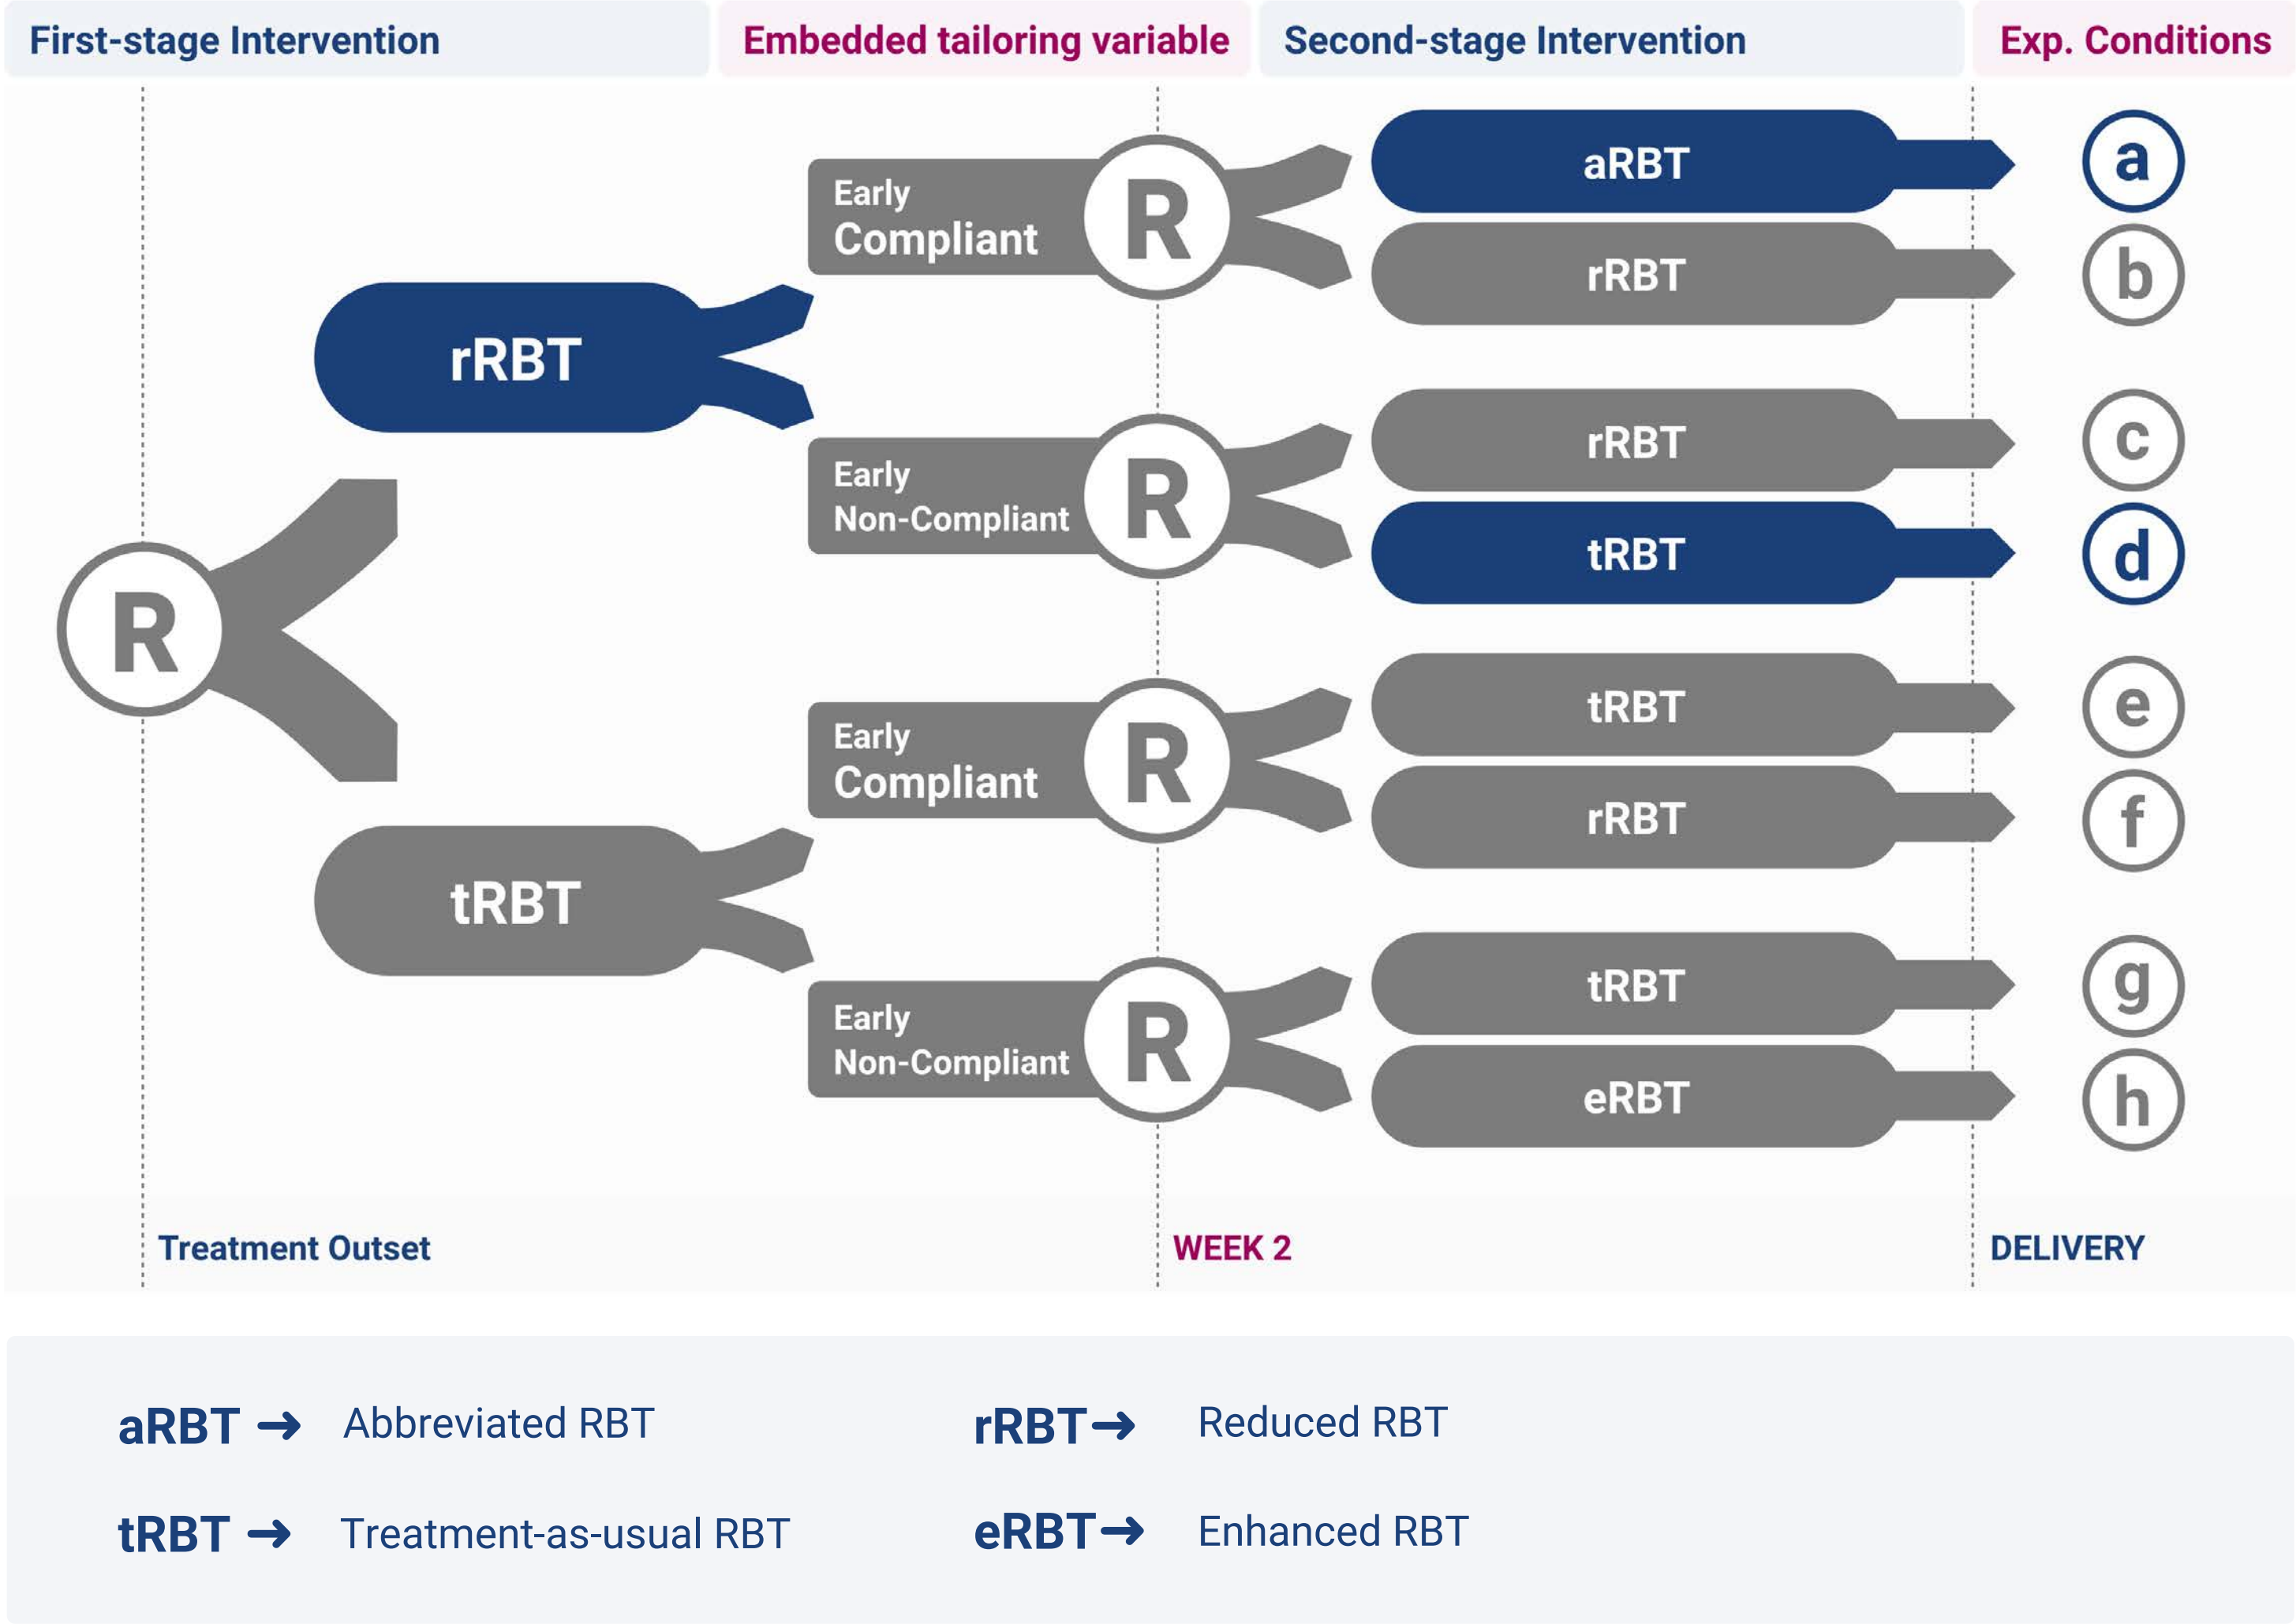 First-stage Intervention
Embedded tailoring variable
Second-stage Intervention
Exp. Conditions
R
rRBT
tRBT
Early
Compliant
R
aRBT
a
rRBT
b
Early
Non-Compliant
R
rRBT
c
tRBT
d
Early
Compliant
R
tRBT
e
rRBT
f
Early
Non-Compliant
R
tRBT
g
eRBT
h
Treatment Outset
WEEK 2
DELIVERY
aRBT → Abbreviated RBT
rRBT → Reduced RBT
tRBT → Treatment-as-usual RBT
eRBT → Enhanced RBT